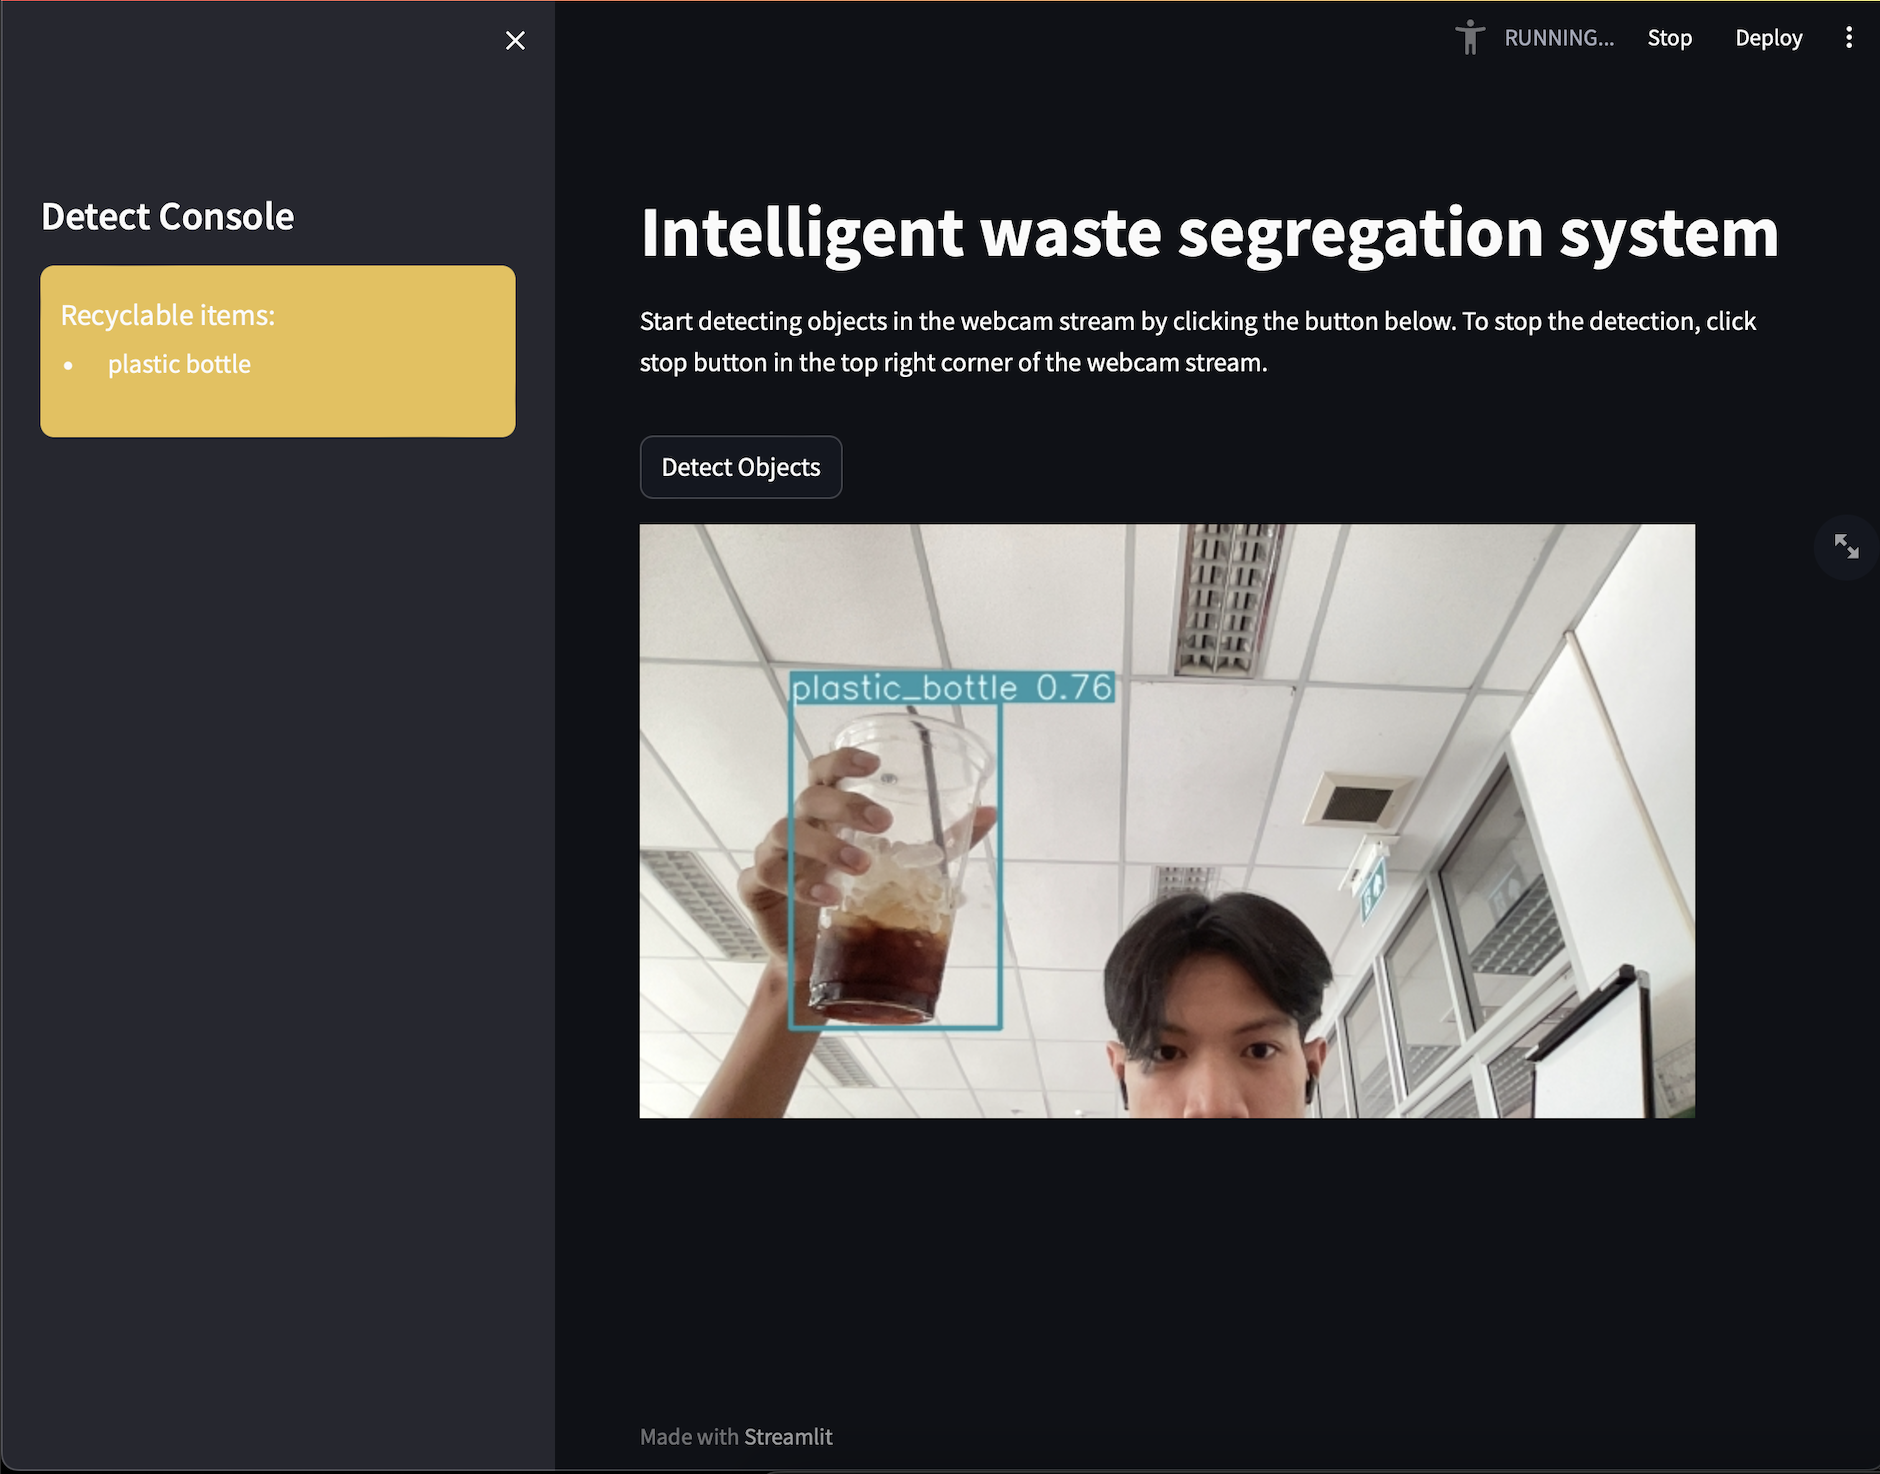 RUNNING...
Stop
Deploy
Detect Console
Recyclable items:
plastic bottle
Intelligent waste segregation system
Start detecting objects in the webcam stream by clicking the button below. To stop the detection, click
stop button in the top right corner of the webcam stream.
Detect Objects
plastic_bottle 0.76
Made with Streamlit